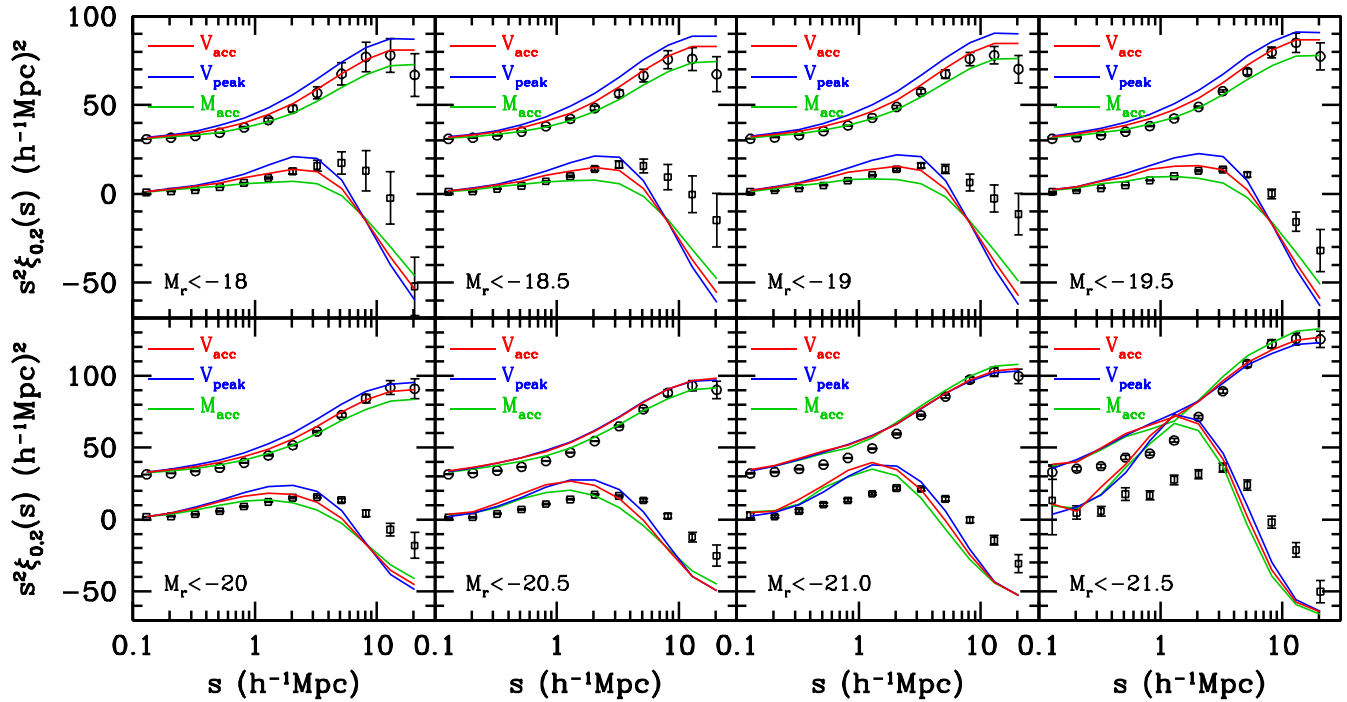 100
50
0
−50
s²ξ₀,₂(s) (h⁻¹Mpc)²
V_acc
V_peak
M_acc
M_r<−18
V_acc
V_peak
M_acc
M_r<−18.5
V_acc
V_peak
M_acc
M_r<−19
V_acc
V_peak
M_acc
M_r<−19.5
100
50
0
−50
s²ξ₀,₂(s) (h⁻¹Mpc)²
V_acc
V_peak
M_acc
M_r<−20
V_acc
V_peak
M_acc
M_r<−20.5
V_acc
V_peak
M_acc
M_r<−21.0
V_acc
V_peak
M_acc
M_r<−21.5
0.1 1 10 0.1 1 10 0.1 1 10 0.1 1 10
s (h⁻¹Mpc) s (h⁻¹Mpc) s (h⁻¹Mpc) s (h⁻¹Mpc)